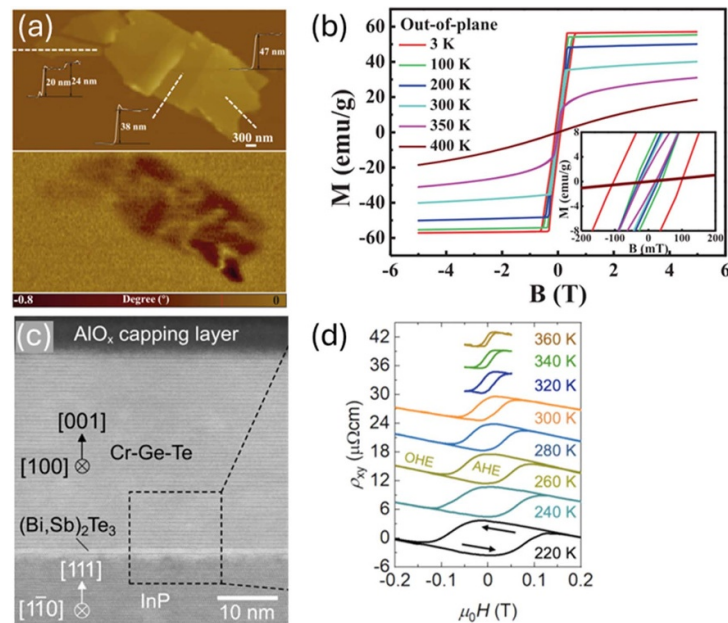 (a)
47 nm
20 nm
24 nm
38 nm
300 nm
-0.8
Degree (°)
0
(b)
Out-of-plane
3 K
100 K
200 K
300 K
350 K
400 K
M (emu/g)
60
40
20
0
-20
-40
-60
-6
-4
-2
0
2
4
6
B (T)
M (emu/g)
8
4
0
-4
-8
-200
-100
0
100
200
B (mT)
(c)
AlOₓ capping layer
[001]
[100]
Cr-Ge-Te
(Bi,Sb)₂Te₃
[111]
[11̄0]
InP
10 nm
(d)
ρxy (μΩcm)
42
36
30
24
18
12
6
0
-6
360 K
340 K
320 K
300 K
280 K
OHE
AHE
260 K
240 K
220 K
-0.2
-0.1
0
0.1
0.2
μ₀H (T)